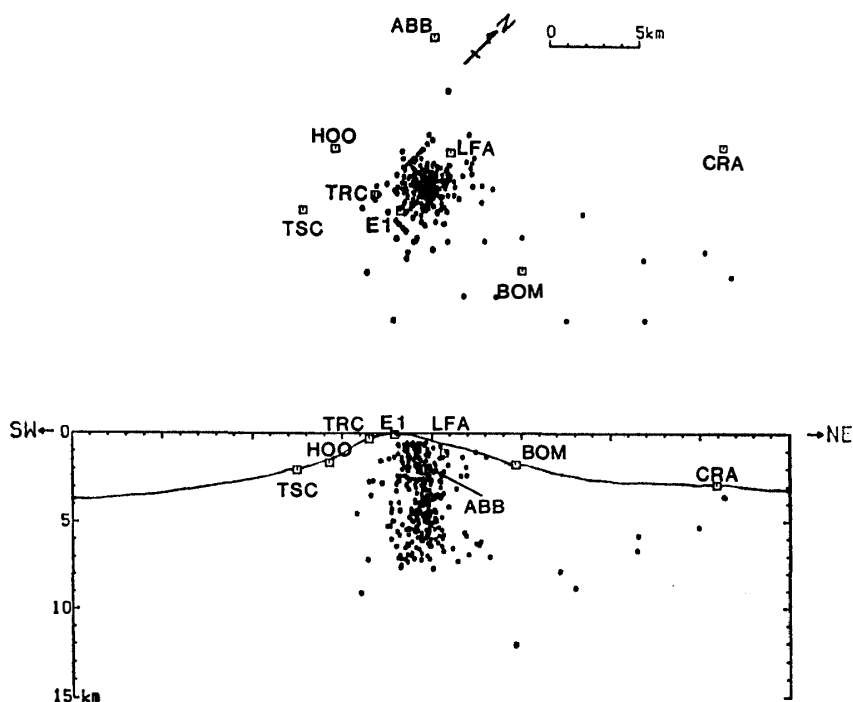 ABB
N
0 5km
HOO
LFA
CRA
TRC
TSC
E1
BOM
SW
0
TRC E1 LFA
NE
HOO
BOM
TSC
CRA
ABB
5
10
15 km